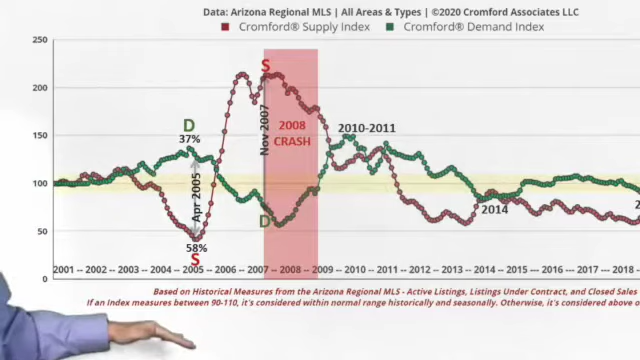 Data: Arizona Regional MLS | All Areas & Types | ©2020 Cromford Associates LLC
Cromford® Supply Index Cromford® Demand Index
250
200
150
100
50
0
S
D
37%
Apr 2005
58%
S
Nov 2007
D
2008
CRASH
2010-2011
2014
2
2001 -- 2002 --- 2003 --- 2004 --- 2005 -- 2006 --- 2007 -- 2008 --- 2009 --- 2010 --- 2011 --- 2012 --- 2013 --- 2014 --- 2015 --- 2016 --- 2017 --- 2018 ---
Based on Historical Measures from the Arizona Regional MLS - Active Listings, Listings Under Contract, and Closed Sales
If an Index measures between 90-110, it's considered within normal range historically and seasonally. Otherwise, it's considered above o